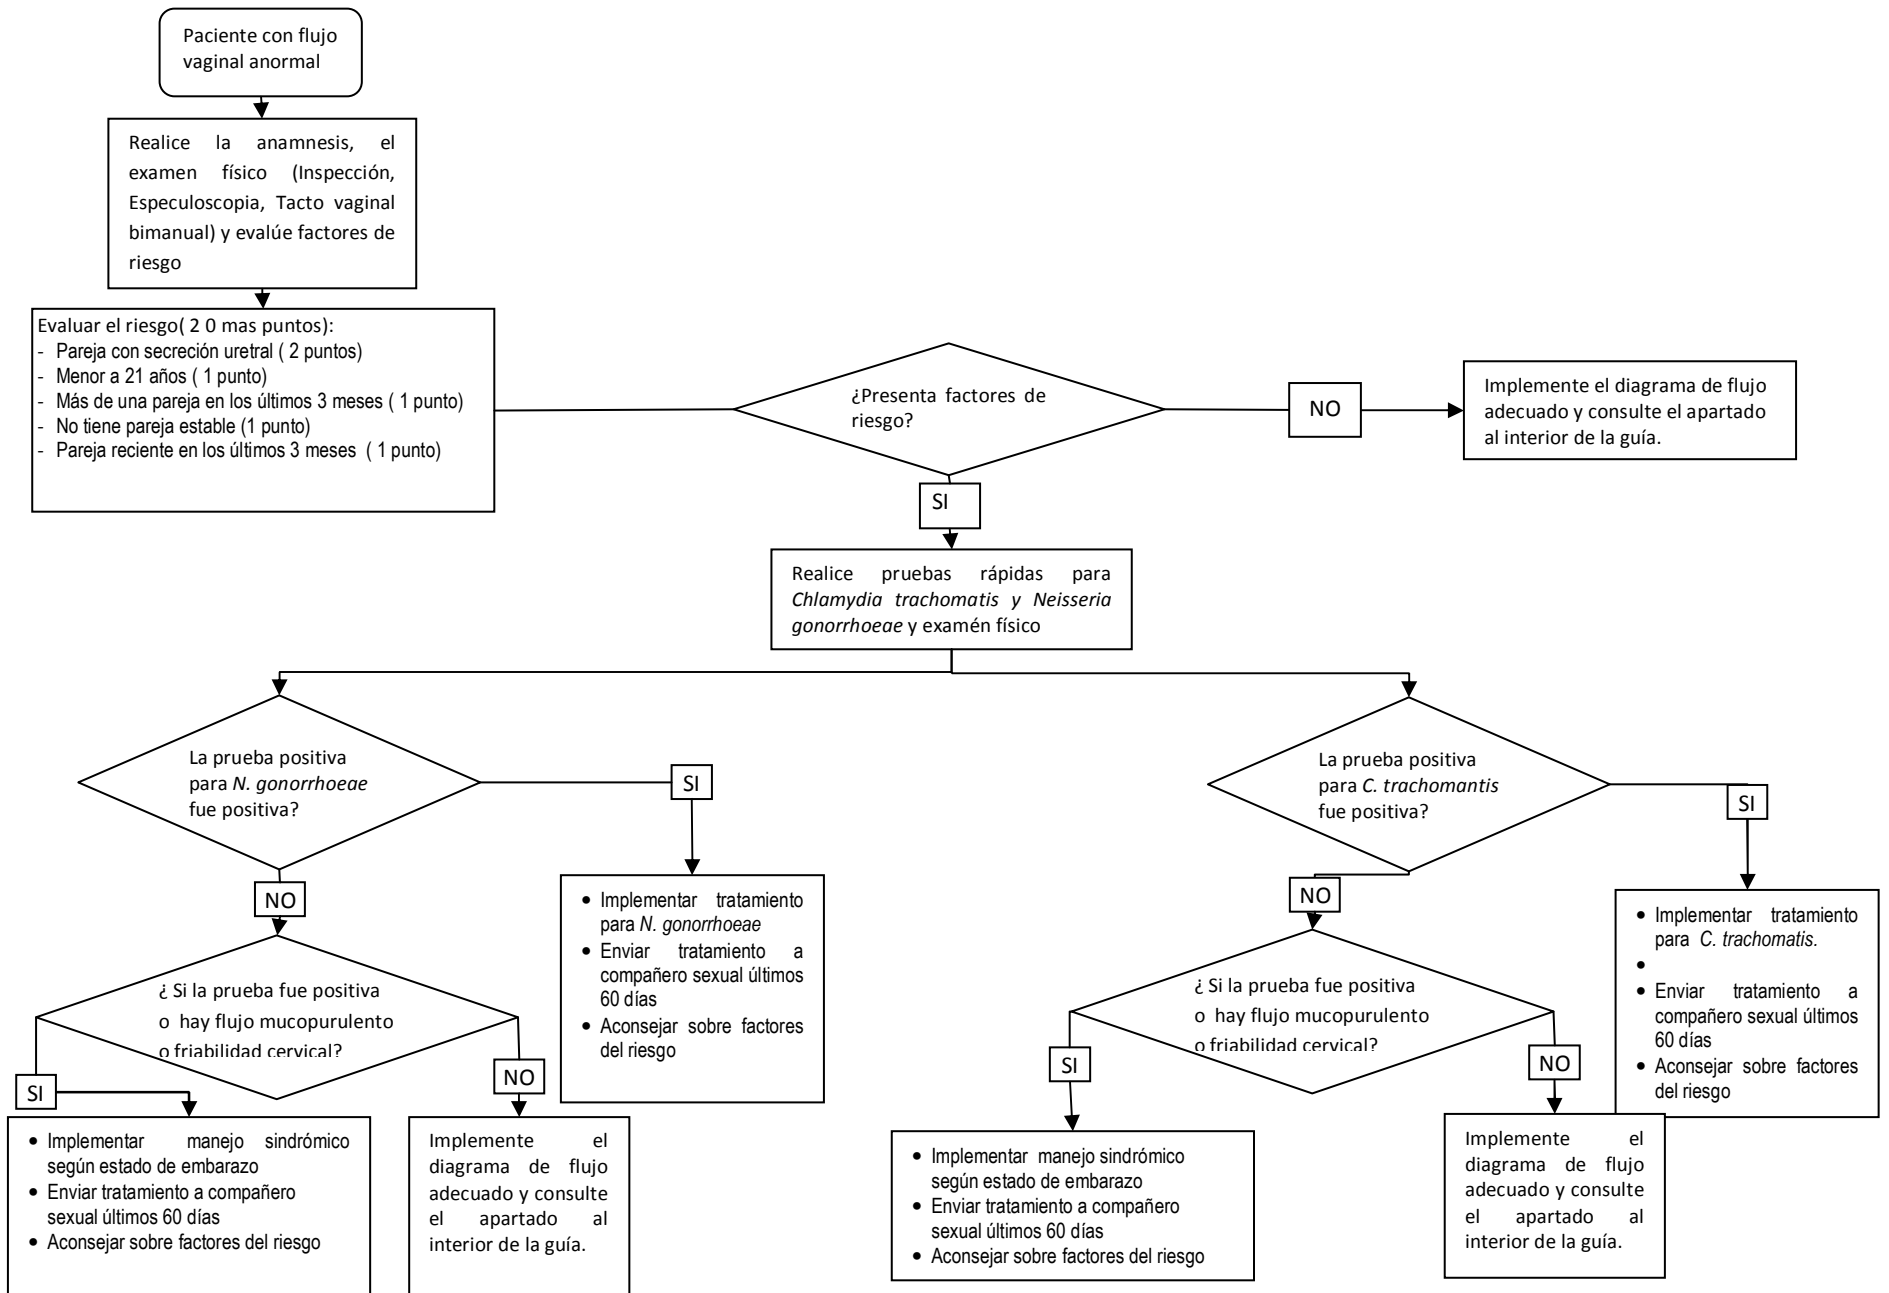 Paciente con flujo
vaginal anormal
Realice la anamnesis, el
examen físico (Inspección,
Especuloscopia, Tacto vaginal
bimanual) y evalúe factores de
riesgo
Evaluar el riesgo( 2 0 mas puntos):
- Pareja con secreción uretral ( 2 puntos)
- Menor a 21 años ( 1 punto)
- Más de una pareja en los últimos 3 meses ( 1 punto)
- No tiene pareja estable (1 punto)
- Pareja reciente en los últimos 3 meses ( 1 punto)
¿Presenta factores de
riesgo?
NO
Implemente el diagrama de flujo
adecuado y consulte el apartado
al interior de la guía.
SI
Realice pruebas rápidas para
Chlamydia trachomatis y Neisseria
gonorrhoeae y examén físico
La prueba positiva
para N. gonorrhoeae
fue positiva?
SI
NO
• Implementar tratamiento
para N. gonorrhoeae
• Enviar tratamiento a
compañero sexual últimos
60 días
• Aconsejar sobre factores
del riesgo
¿ Si la prueba fue positiva
o hay flujo mucopurulento
o friabilidad cervical?
SI
NO
• Implementar manejo sindrómico
según estado de embarazo
• Enviar tratamiento a compañero
sexual últimos 60 días
• Aconsejar sobre factores del riesgo
Implemente el
diagrama de flujo
adecuado y consulte
el apartado al
interior de la guía.
La prueba positiva
para C. trachomantis
fue positiva?
SI
NO
• Implementar tratamiento
para C. trachomatis.
•
• Enviar tratamiento a
compañero sexual últimos
60 días
• Aconsejar sobre factores
del riesgo
¿ Si la prueba fue positiva
o hay flujo mucopurulento
o friabilidad cervical?
SI
NO
• Implementar manejo sindrómico
según estado de embarazo
• Enviar tratamiento a compañero
sexual últimos 60 días
• Aconsejar sobre factores del riesgo
Implemente el
diagrama de flujo
adecuado y consulte
el apartado al
interior de la guía.